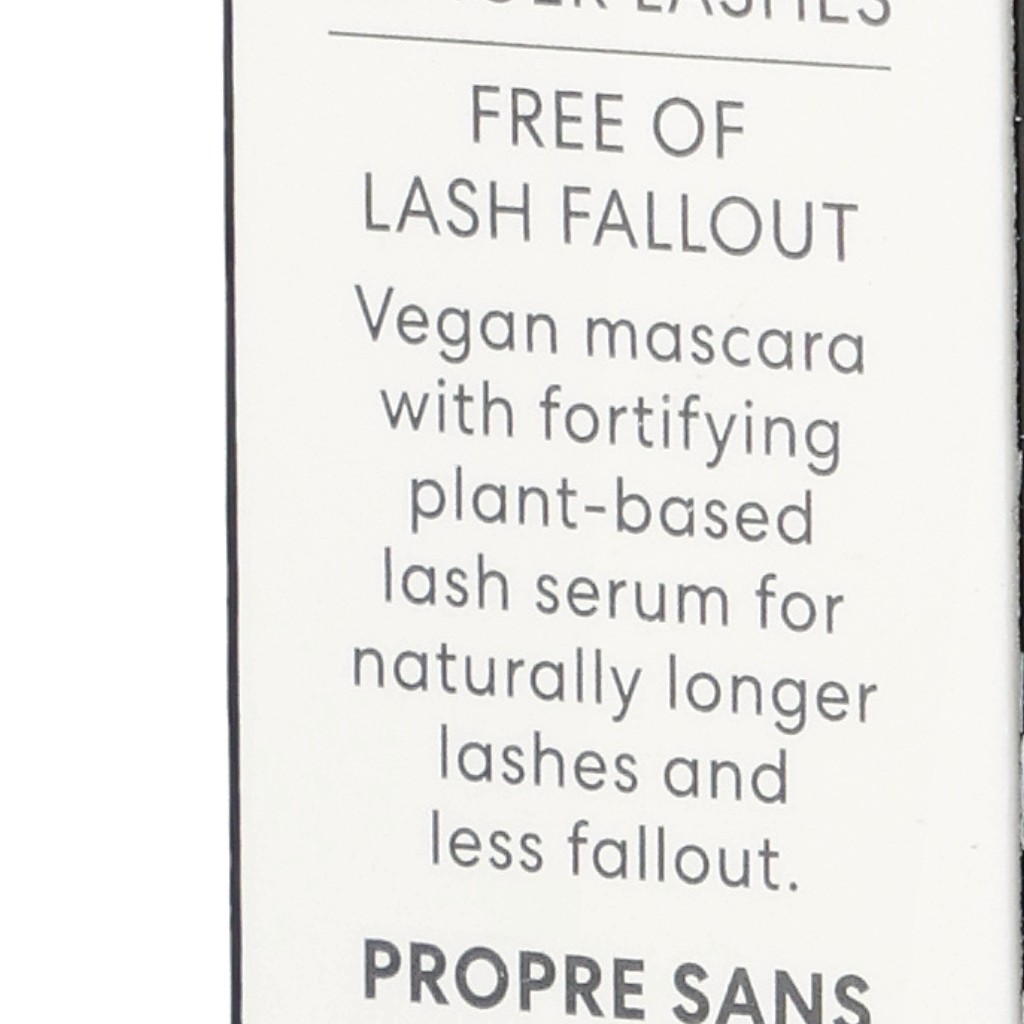 LASHES
FREE OF
LASH FALLOUT
Vegan mascara
with fortifying
plant-based
lash serum for
naturally longer
lashes and
less fallout.
PROPRE SANS